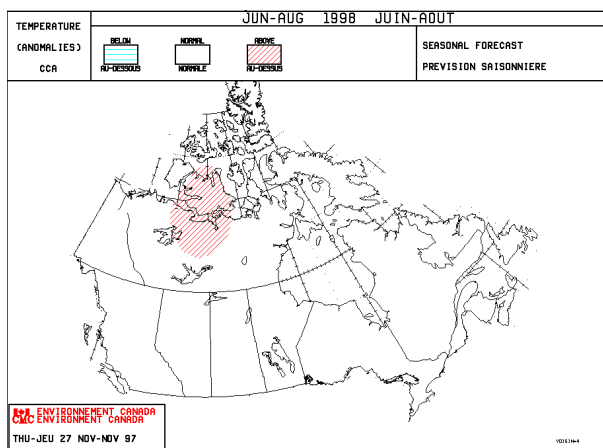 JUN-AUG 1998 JUIN-AOUT
TEMPERATURE
(ANOMALIES)
CCA
BELOW
AU-DESSOUS
NORMAL
NORMALE
ABOVE
AU-DESSUS
SEASONAL FORECAST
PREVISION SAISONNIERE
CMC ENVIRONNEMENT CANADA
ENVIRONMENT CANADA
THU-JEU 27 NOV-NOV 97